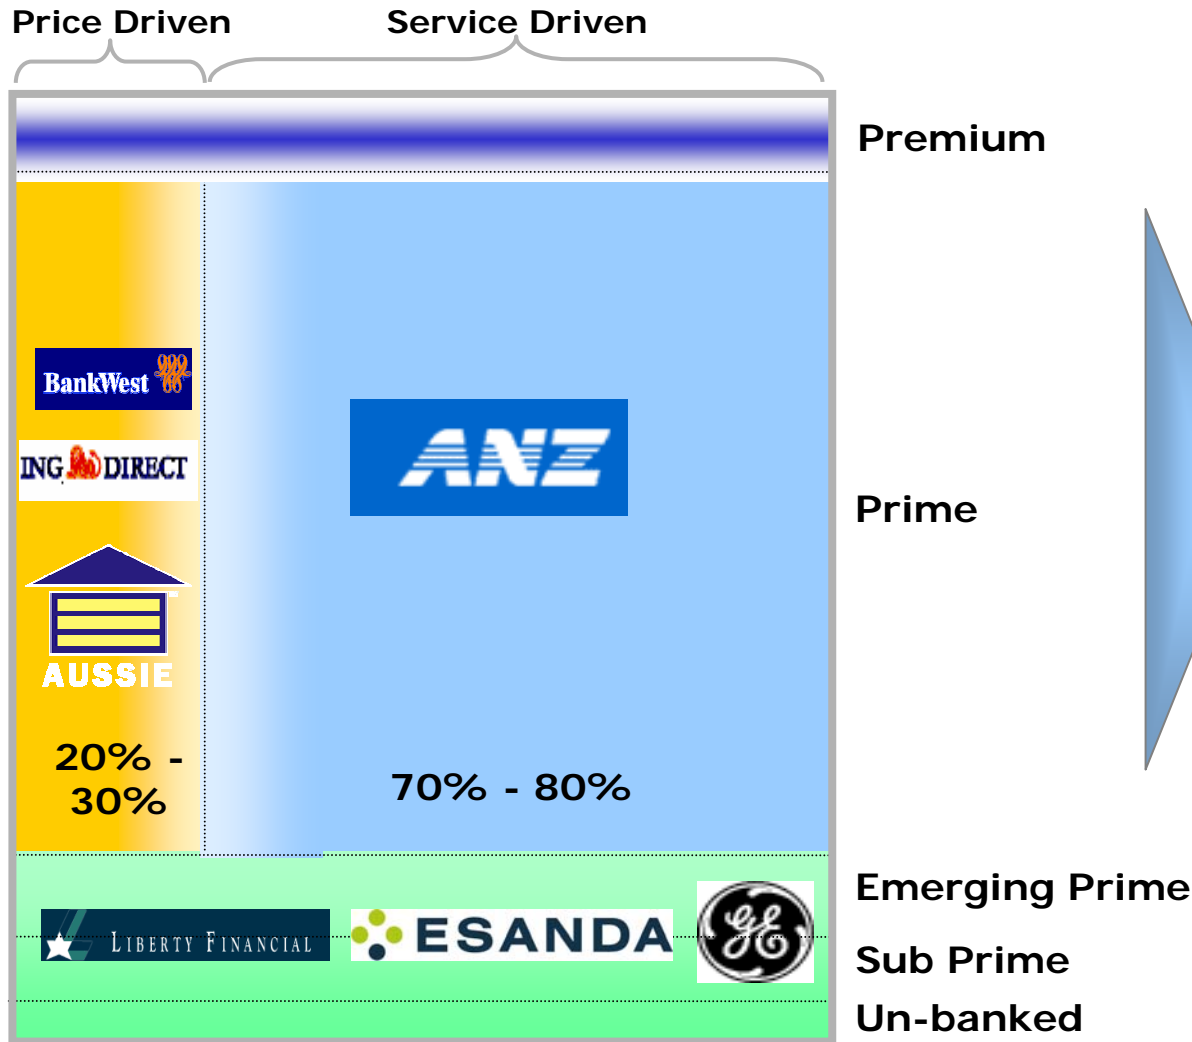 Price Driven
Service Driven
Premium
BankWest
ING DIRECT
ANZ
Prime
AUSSIE
20% -
30%
70% - 80%
Emerging Prime
LIBERTY FINANCIAL
ESANDA
GE
Sub Prime
Un-banked